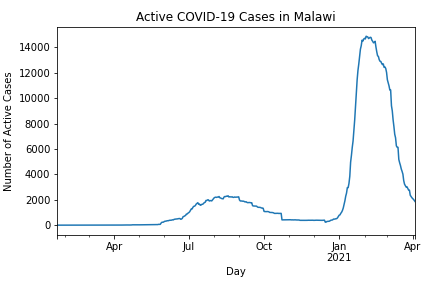 Active COVID-19 Cases in Malawi
Number of Active Cases
14000
12000
10000
8000
6000
4000
2000
0
Apr
Jul
Oct
Jan
2021
Apr
Day